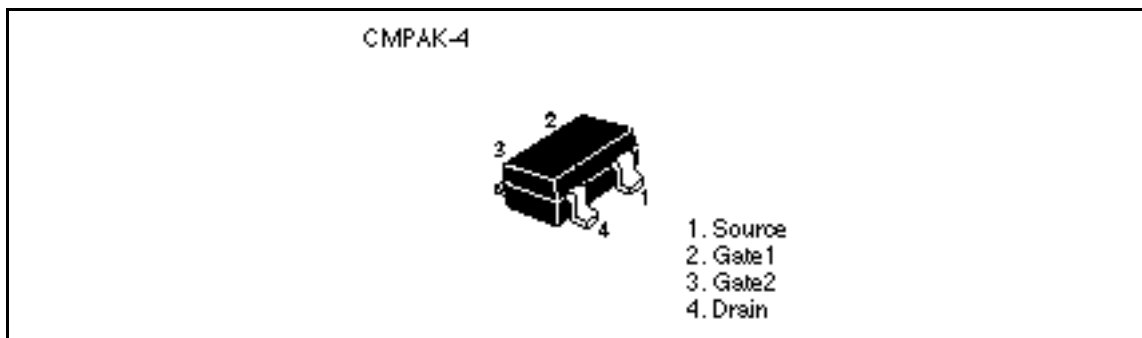 CMPAK-4
2
3
1
4
1. Source
2. Gate1
3. Gate2
4. Drain